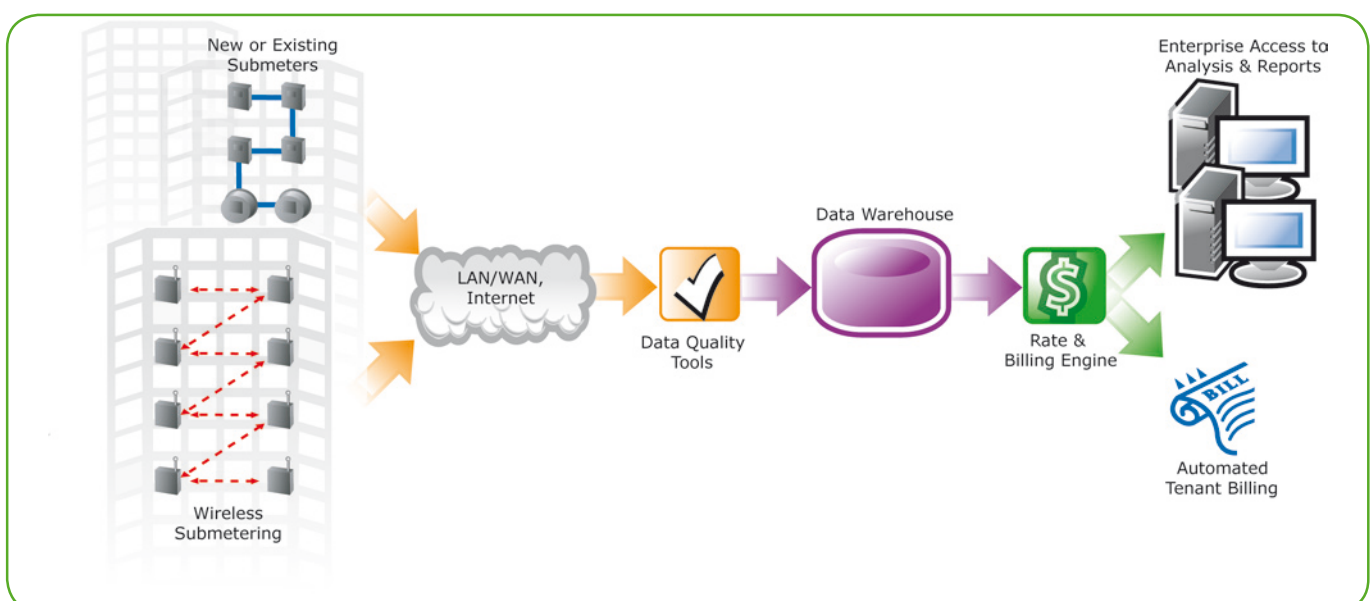 New or Existing
Submeters
Enterprise Access to
Analysis & Reports
Data Warehouse
LAN/WAN,
Internet
Data Quality
Tools
$
Rate &
Billing Engine
BILL
Automated
Tenant Billing
Wireless
Submetering